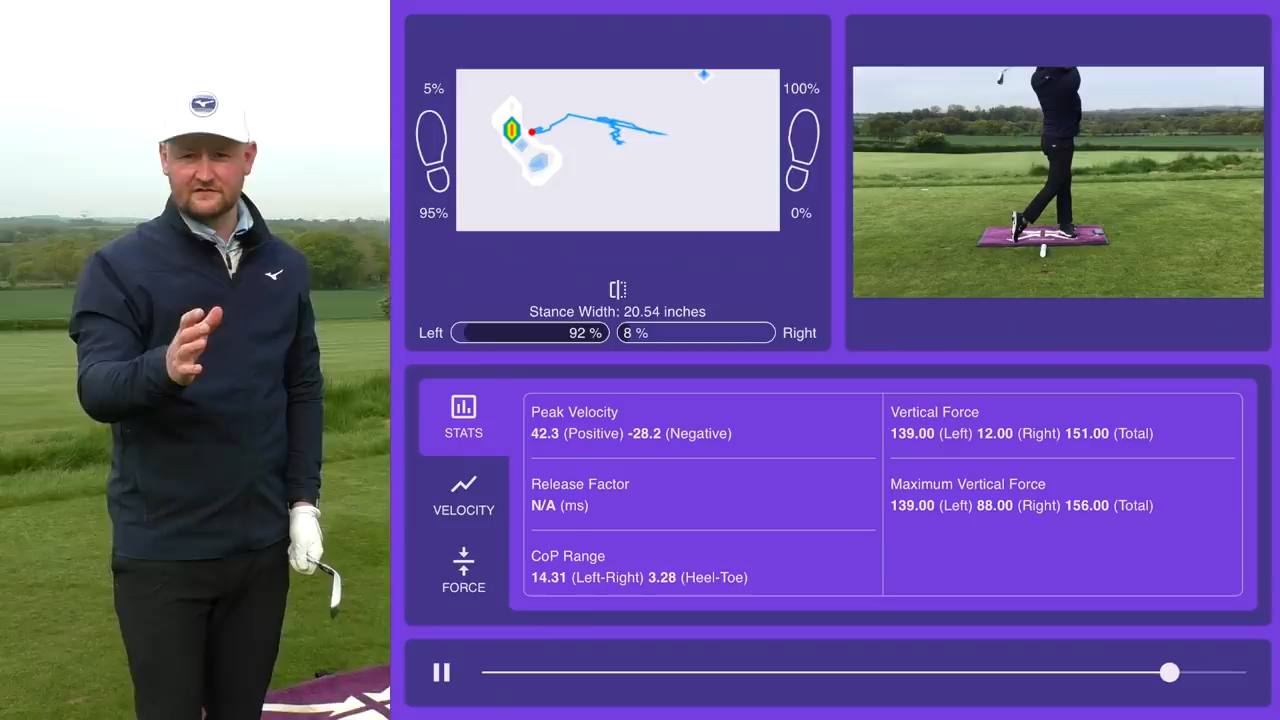 5%
100%
95%
0%
Stance Width: 20.54 inches
Left 92 % 8 % Right
STATS
VELOCITY
FORCE
Peak Velocity
42.3 (Positive) -28.2 (Negative)
Release Factor
N/A (ms)
CoP Range
14.31 (Left-Right) 3.28 (Heel-Toe)
Vertical Force
139.00 (Left) 12.00 (Right) 151.00 (Total)
Maximum Vertical Force
139.00 (Left) 88.00 (Right) 156.00 (Total)